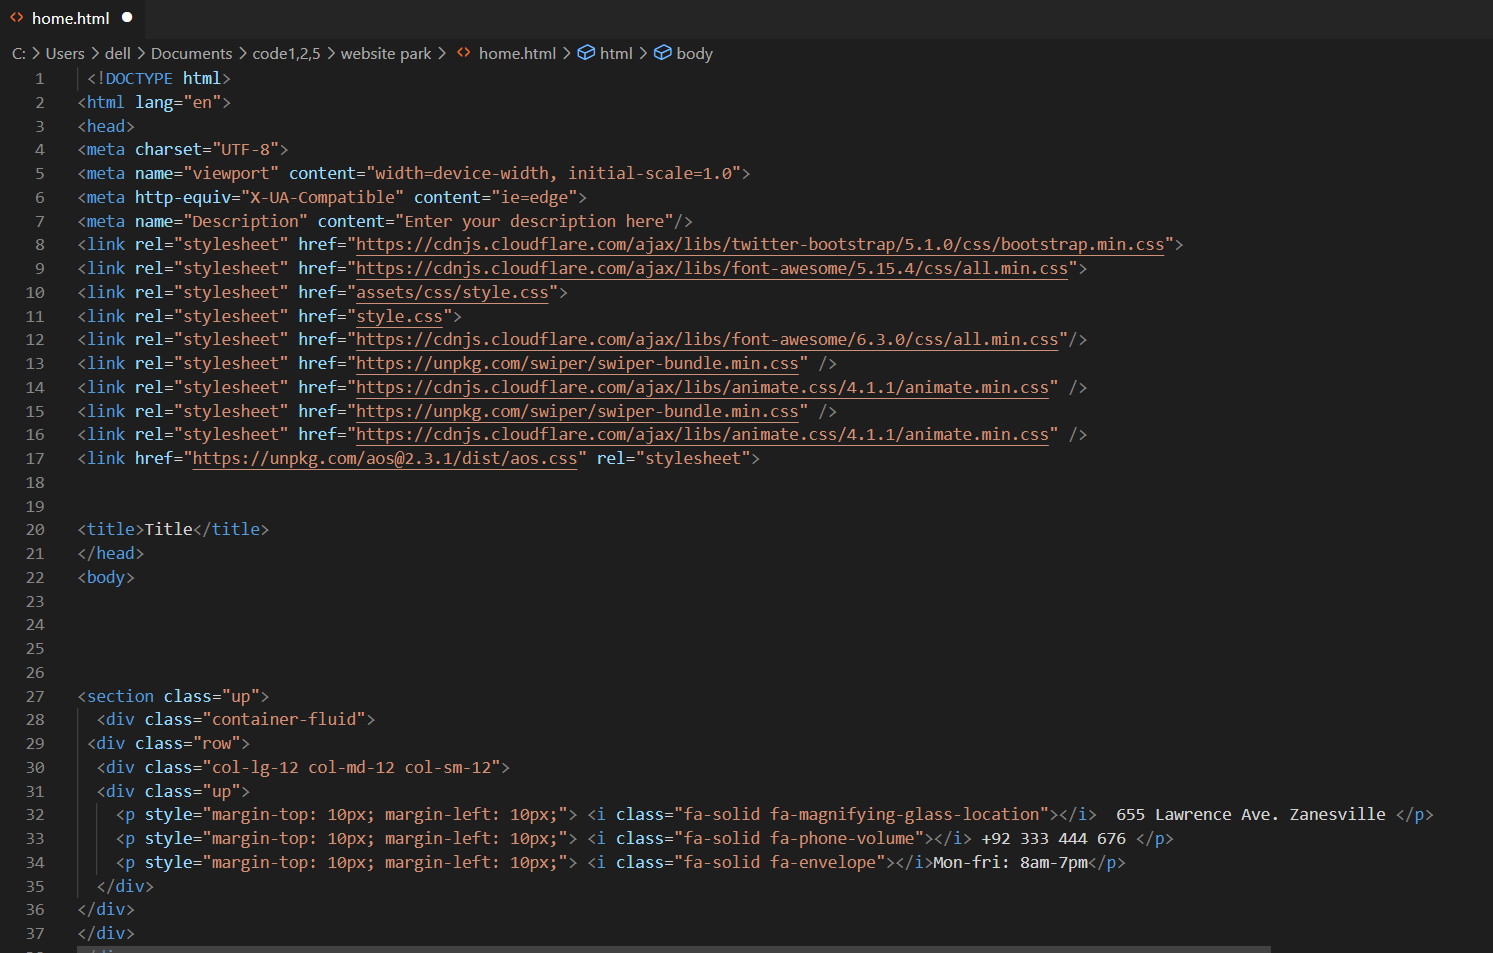 home.html
C: > Users > dell > Documents > code1,2,5 > website park > home.html > html > body
1 <!DOCTYPE html>
2 <html lang="en">
3 <head>
4 <meta charset="UTF-8">
5 <meta name="viewport" content="width=device-width, initial-scale=1.0">
6 <meta http-equiv="X-UA-Compatible" content="ie=edge">
7 <meta name="Description" content="Enter your description here"/>
8 <link rel="stylesheet" href="https://cdnjs.cloudflare.com/ajax/libs/twitter-bootstrap/5.1.0/css/bootstrap.min.css">
9 <link rel="stylesheet" href="https://cdnjs.cloudflare.com/ajax/libs/font-awesome/5.15.4/css/all.min.css">
10 <link rel="stylesheet" href="assets/css/style.css">
11 <link rel="stylesheet" href="style.css">
12 <link rel="stylesheet" href="https://cdnjs.cloudflare.com/ajax/libs/font-awesome/6.3.0/css/all.min.css"/>
13 <link rel="stylesheet" href="https://unpkg.com/swiper/swiper-bundle.min.css" />
14 <link rel="stylesheet" href="https://cdnjs.cloudflare.com/ajax/libs/animate.css/4.1.1/animate.min.css" />
15 <link rel="stylesheet" href="https://unpkg.com/swiper/swiper-bundle.min.css" />
16 <link rel="stylesheet" href="https://cdnjs.cloudflare.com/ajax/libs/animate.css/4.1.1/animate.min.css" />
17 <link href="https://unpkg.com/aos@2.3.1/dist/aos.css" rel="stylesheet">
18
19
20 <title>Title</title>
21 </head>
22 <body>
23
24
25
26
27 <section class="up">
28 <div class="container-fluid">
29 <div class="row">
30 <div class="col-lg-12 col-md-12 col-sm-12">
31 <div class="up">
32 <p style="margin-top: 10px; margin-left: 10px;"> <i class="fa-solid fa-magnifying-glass-location"></i>  655 Lawrence Ave. Zanesville </p>
33 <p style="margin-top: 10px; margin-left: 10px;"> <i class="fa-solid fa-phone-volume"></i> +92 333 444 676 </p>
34 <p style="margin-top: 10px; margin-left: 10px;"> <i class="fa-solid fa-envelope"></i>Mon-fri: 8am-7pm</p>
35 </div>
36 </div>
37 </div>